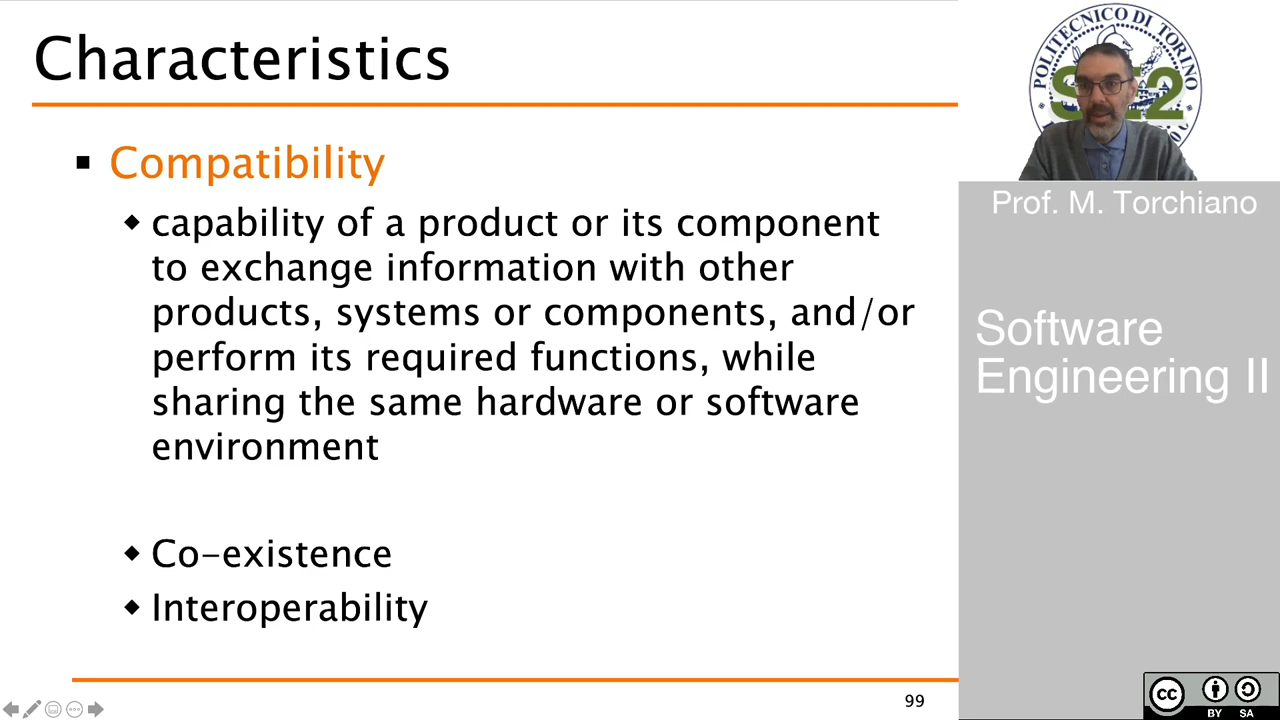 Characteristics
Compatibility
capability of a product or its component
to exchange information with other
products, systems or components, and/or
perform its required functions, while
sharing the same hardware or software
environment
Co-existence
Interoperability
99
POLITECNICO DI TORINO
Prof. M. Torchiano
Software
Engineering II
cc
BY SA